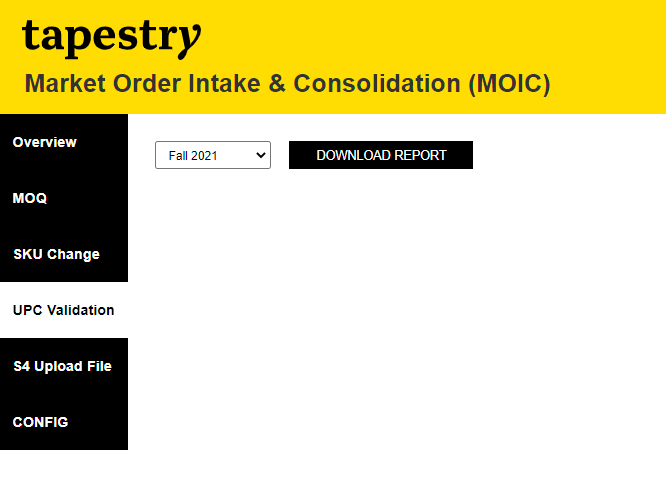 tapestry
Market Order Intake & Consolidation (MOIC)
Overview
MOQ
SKU Change
UPC Validation
S4 Upload File
CONFIG
Fall 2021
DOWNLOAD REPORT